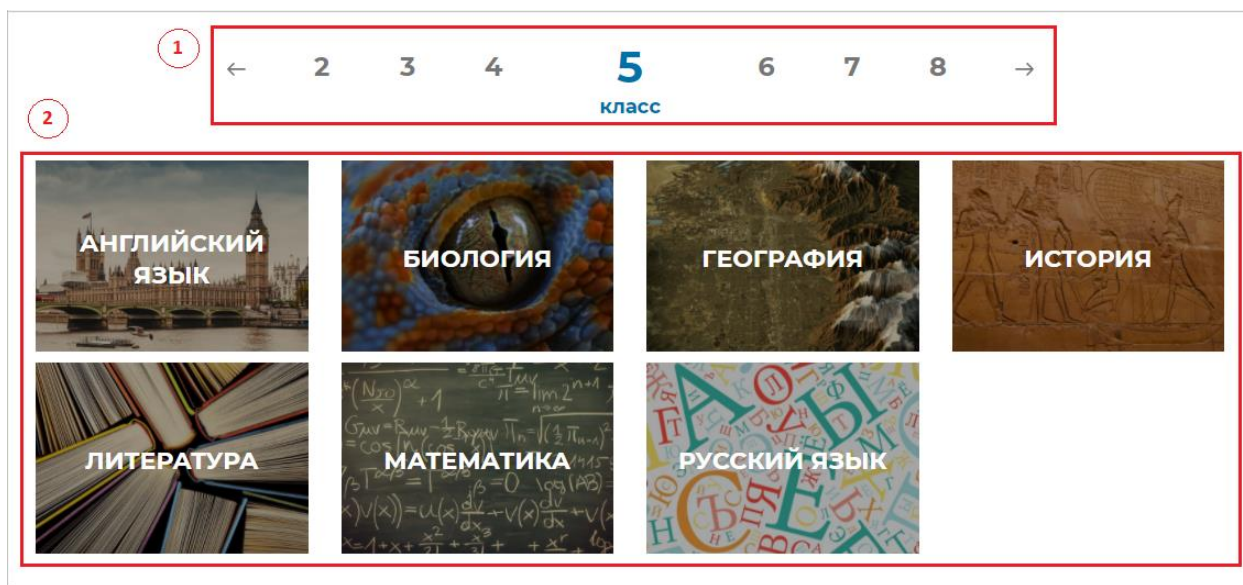 1
← 2 3 4 5 6 7 8 →
класс
2
АНГЛИЙСКИЙ
ЯЗЫК
БИОЛОГИЯ
ГЕОГРАФИЯ
ИСТОРИЯ
ЛИТЕРАТУРА
МАТЕМАТИКА
РУССКИЙ ЯЗЫК